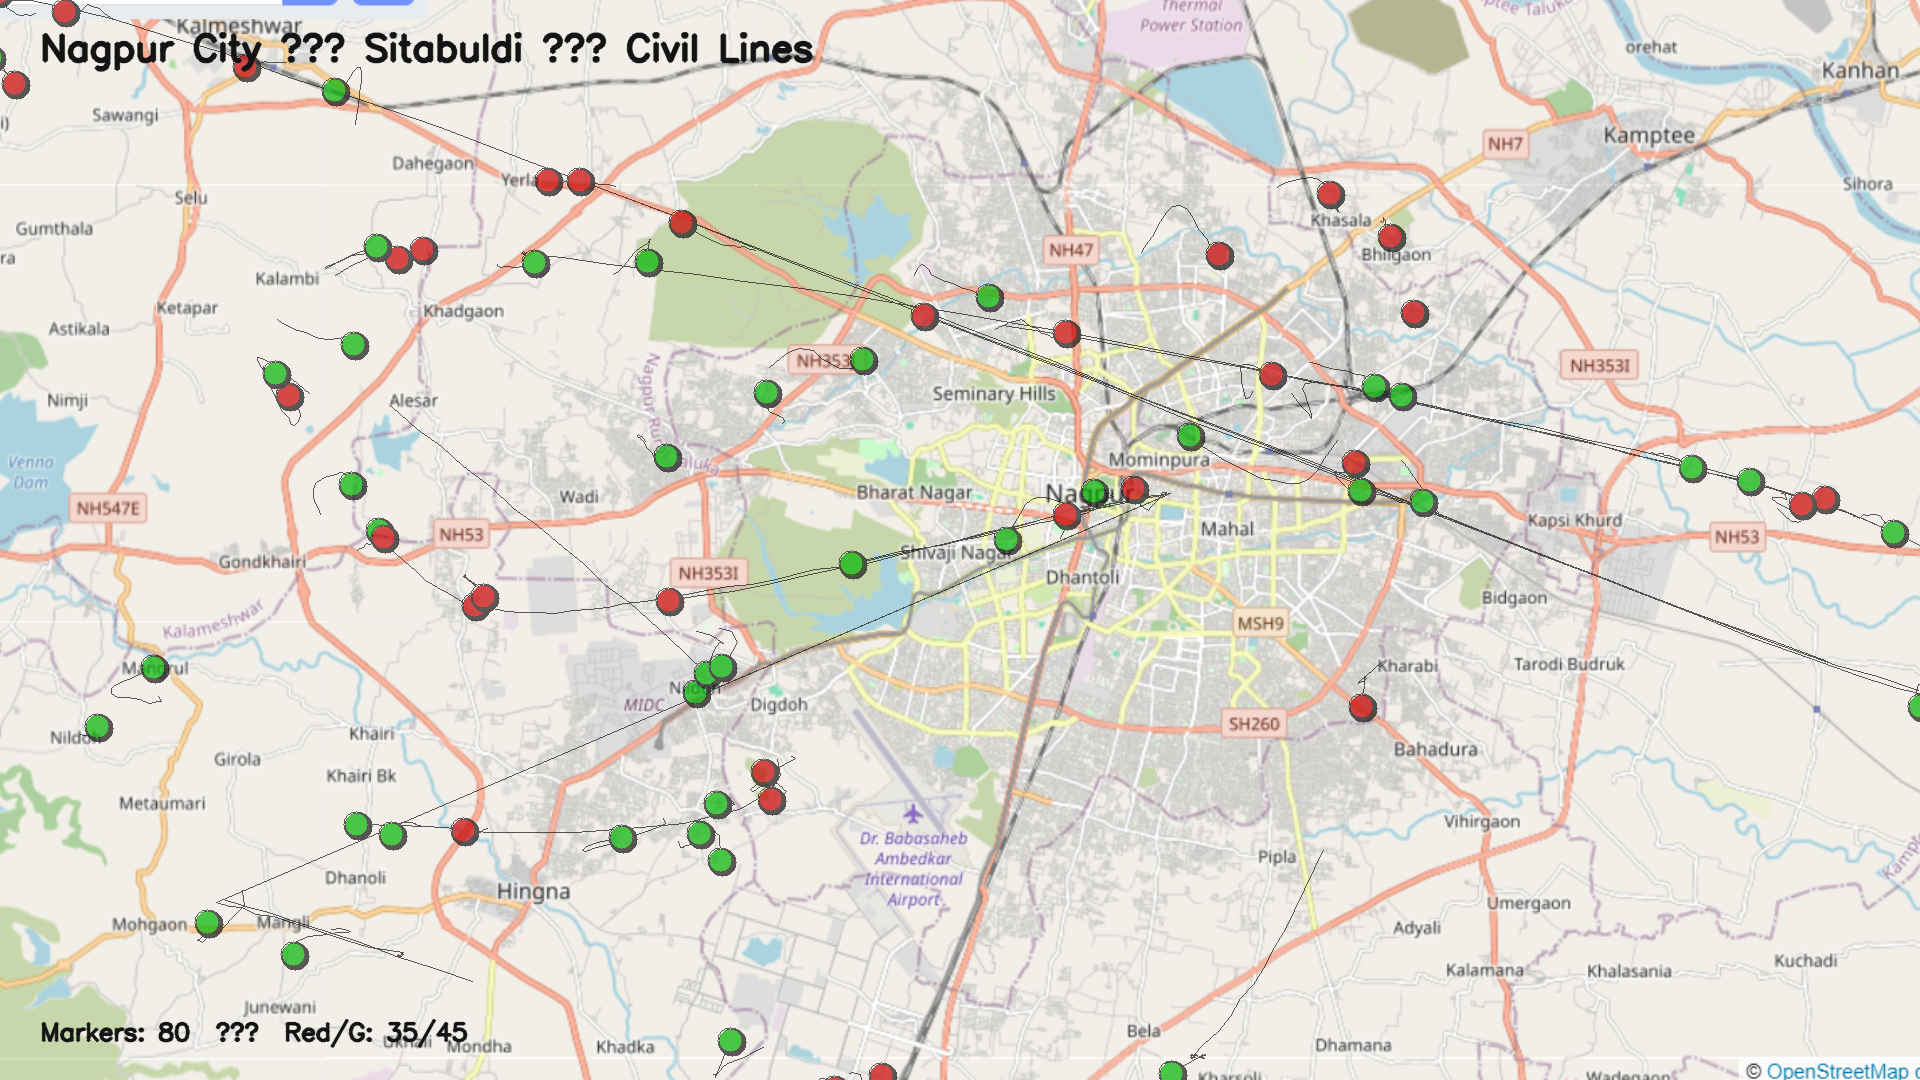 Kalmeshwar
Nagpur City ??? Sitabuldi ??? Civil Lines
Thermal
Power Station
orehat
Kanhan
Sawangi
NH7
Kamptee
Dahegaon
Yerla
Selu
Sihora
Gumthala
Khasala
NH47
Bhilgaon
Kalambi
Ketapar
Khadgaon
Astikala
NH353I
NH353I
Nimji
Alesar
Seminary Hills
Mominpura
Venna
Dam
Wadi
Bharat Nagar
Nagpur
NH547E
NH53
Mahal
Kapsi Khurd
NH53
Gondkhairi
Shivaji Nagar
NH353I
Dhantoli
Bidgaon
Kalameshwar
MSH9
Mangrul
Kharabi
Tarodi Budruk
MIDC
Digdoh
Nildoh
Khairi
SH260
Bahadura
Girola
Khairi Bk
Metaumari
Vihirgaon
Dr. Babasaheb
Ambedkar
International
Airport
Pipla
Dhanoli
Hingna
Umergaon
Mohgaon
Mangli
Adyali
Kuchadi
Kalamana
Khalasania
Junewani
Markers: 80 ??? Red/G: 35/45
Mondha
Khadka
Bela
Dhamana
Kharsoli
Wadegaon
© OpenStreetMap c